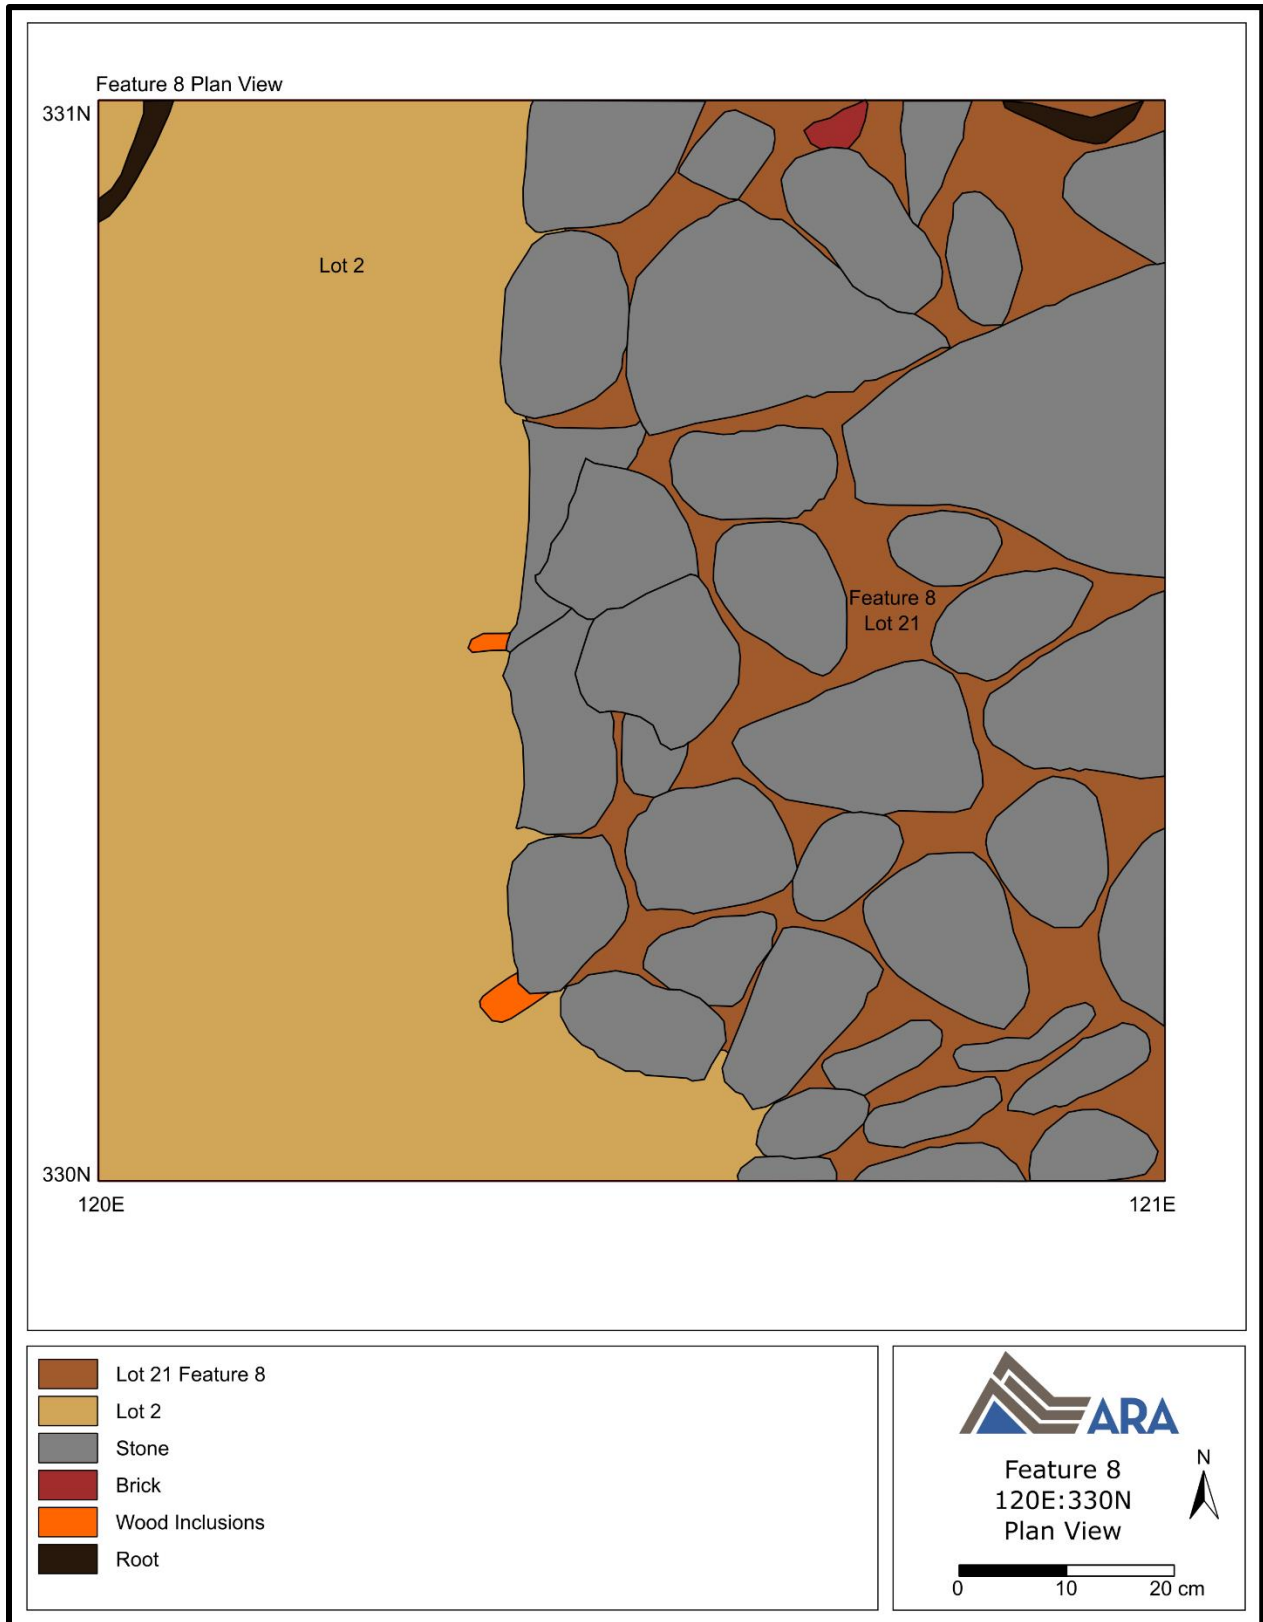 Feature 8 Plan View
331N
Lot 2
Feature 8
Lot 21
330N
120E
121E
Lot 21 Feature 8
Lot 2
Stone
Brick
Wood Inclusions
Root
ARA
Feature 8
120E:330N
Plan View
N
0 10 20 cm